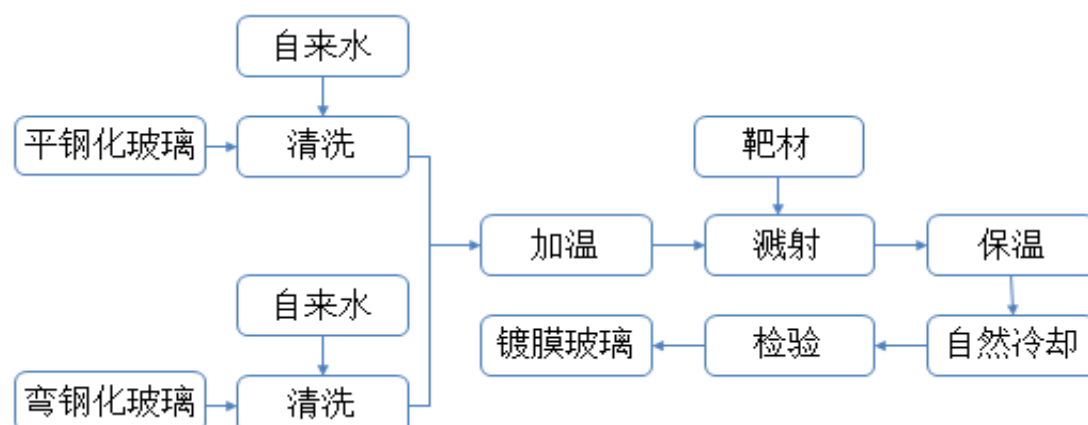 自来水
平钢化玻璃
清洗
靶材
加温
溅射
保温
自来水
镀膜玻璃
检验
自然冷却
弯钢化玻璃
清洗